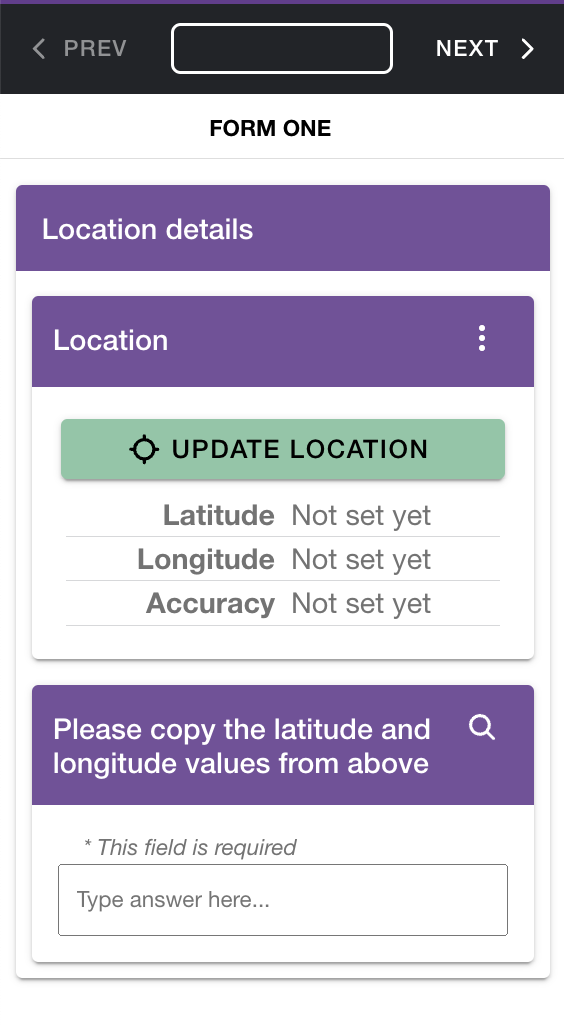 PREV NEXT
FORM ONE
Location details
Location
UPDATE LOCATION
Latitude Not set yet
Longitude Not set yet
Accuracy Not set yet
Please copy the latitude and
longitude values from above
* This field is required
Type answer here...